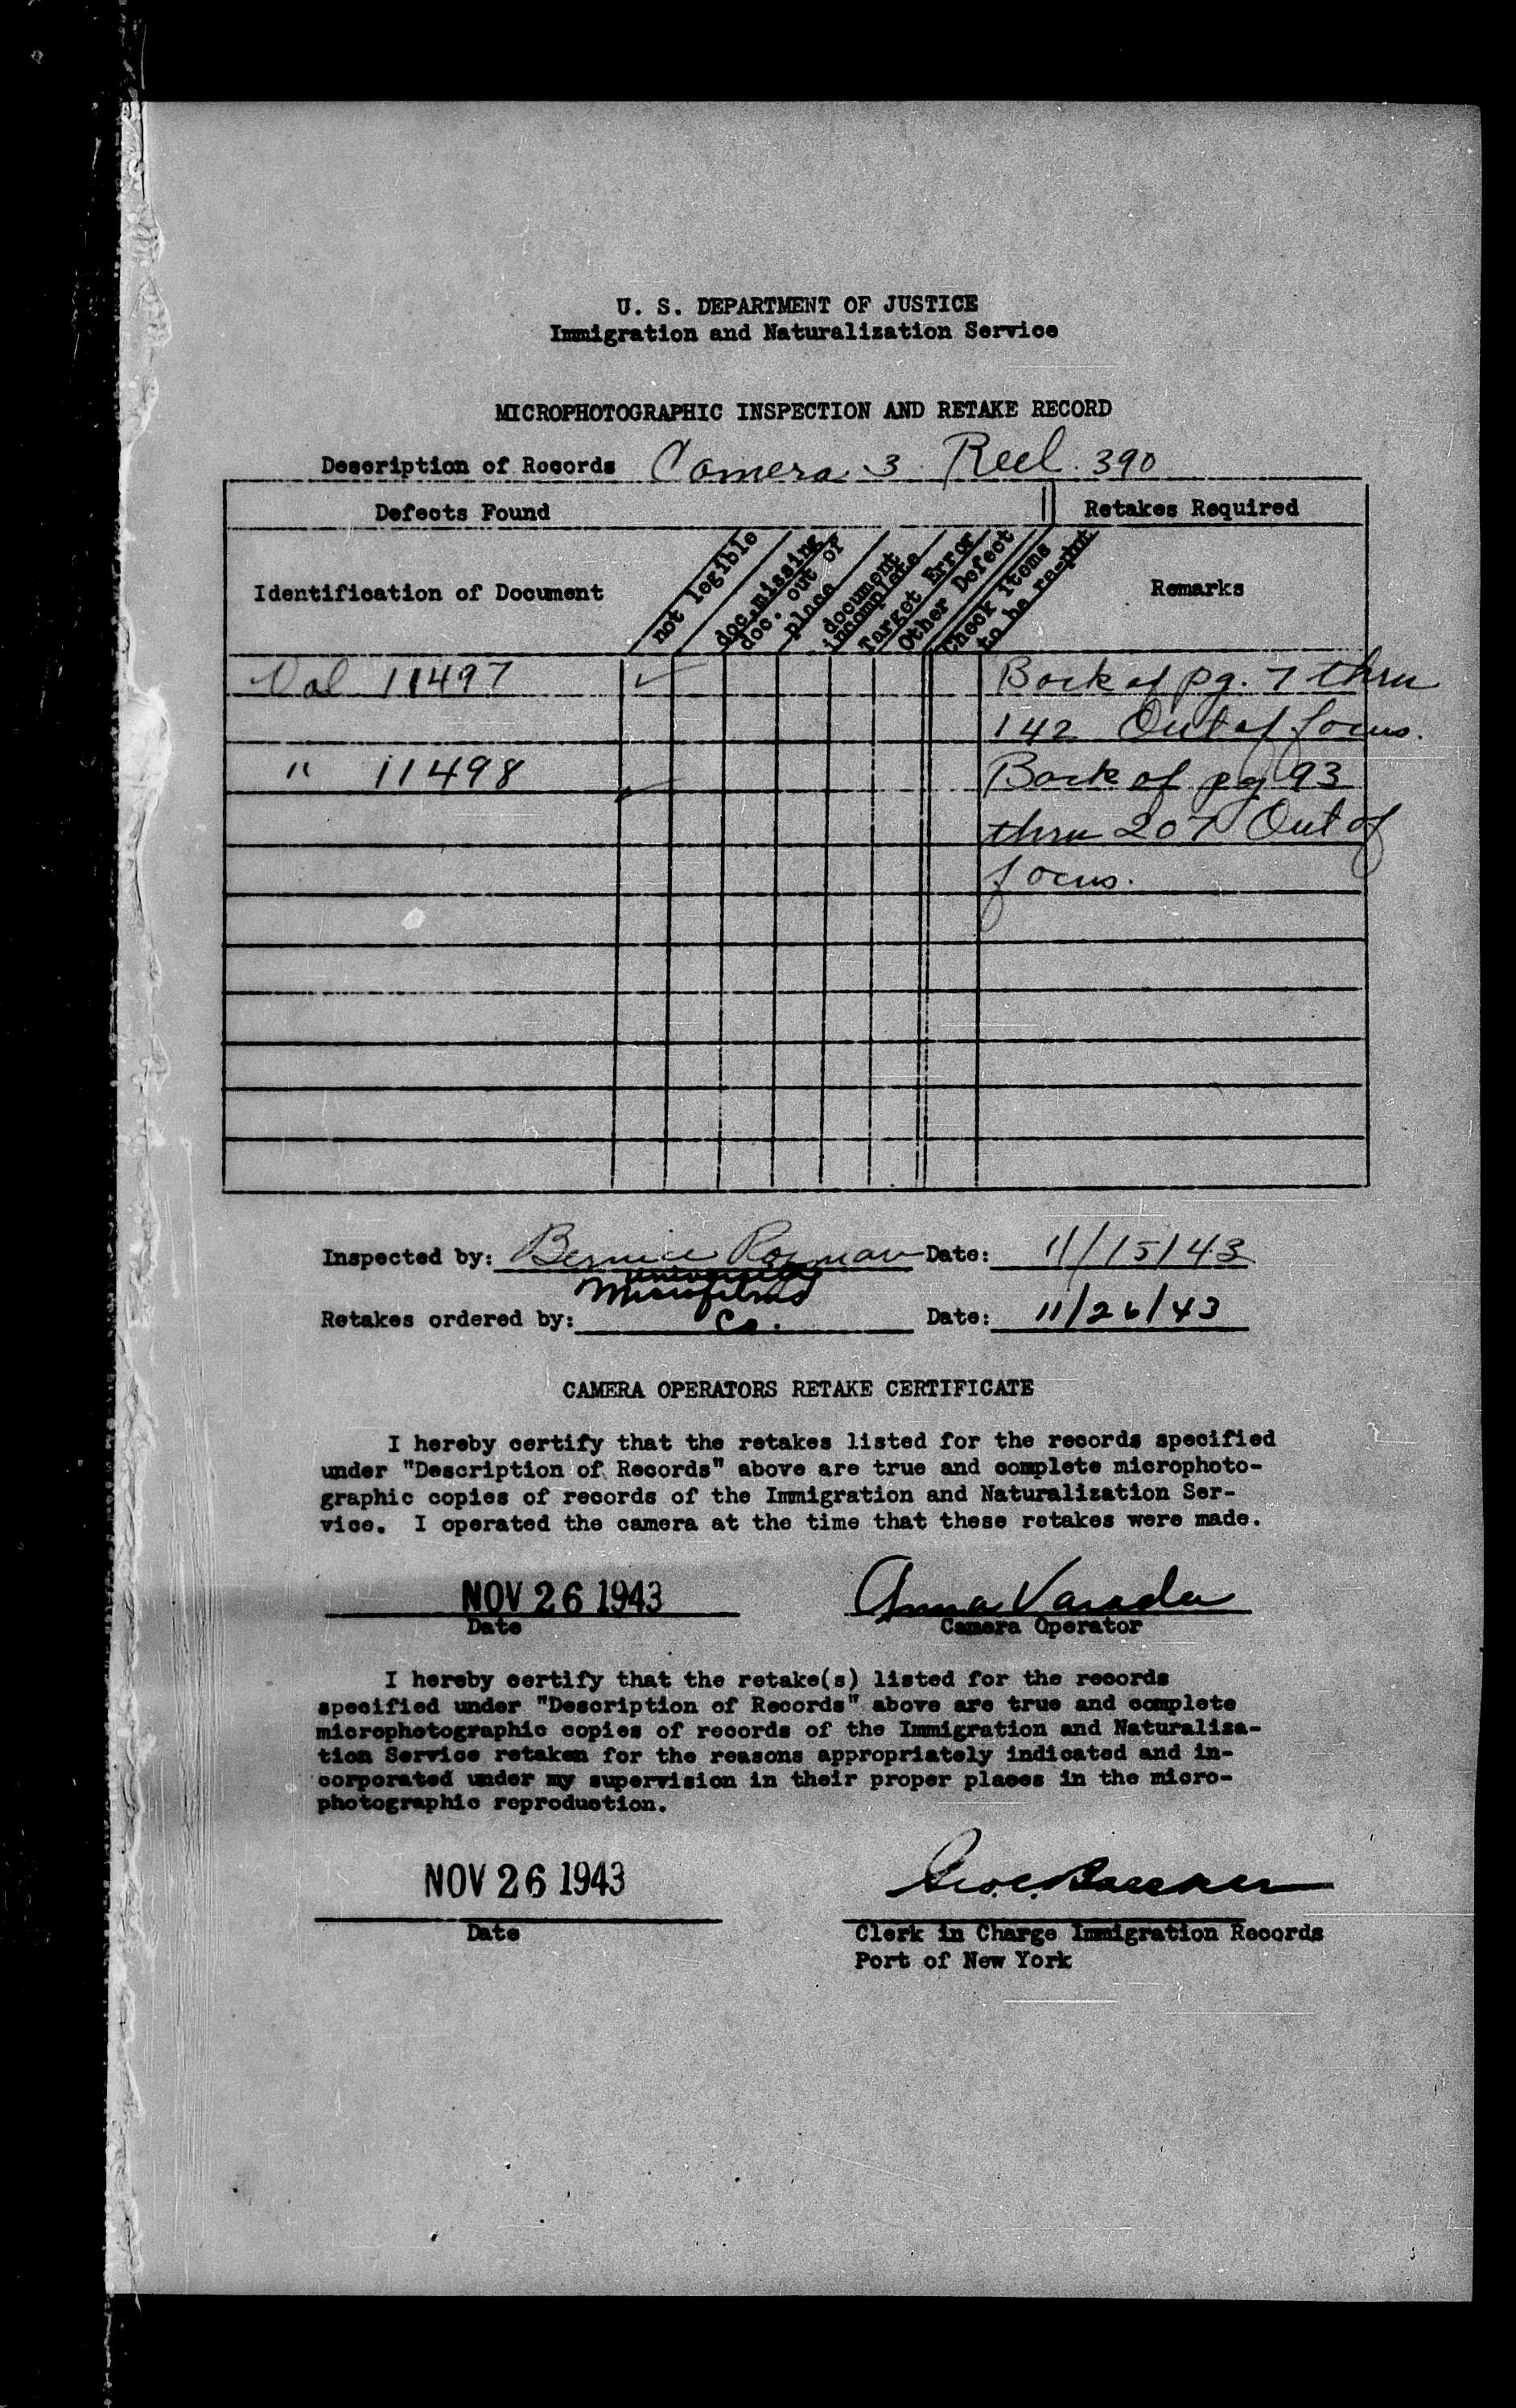 U. S. DEPARTMENT OF JUSTICE
Immigration and Naturalization Service
MICROPHOTOGRAPHIC INSPECTION AND RETAKE RECORD
Description of Records Camera 3 Reel. 390
Defects Found
Retakes Required
Identification of Document
not legible
doc. missing
doc. out of
place
document
incomplete
Target Error
Other Defect
Check items
to be re-phot
Remarks
Vol 11497 ✓ Back of pg. 7 thru
142 Out of focus.
" 11498 ✓ Back of pg 93
thru 207 Out of
focus.
Inspected by: Bernice Date: 11/15/43
Microfilms
Retakes ordered by: Co. Date: 11/26/43
CAMERA OPERATORS RETAKE CERTIFICATE
I hereby certify that the retakes listed for the records specified
under "Description of Records" above are true and complete microphoto-
graphic copies of records of the Immigration and Naturalization Ser-
vice. I operated the camera at the time that these retakes were made.
NOV 26 1943 Anna
Date Camera Operator
I hereby certify that the retake(s) listed for the records
specified under "Description of Records" above are true and complete
microphotographic copies of records of the Immigration and Naturaliza-
tion Service retaken for the reasons appropriately indicated and in-
corporated under my supervision in their proper places in the micro-
photographic reproduction.
NOV 26 1943
Date Clerk in Charge Immigration Records
Port of New York